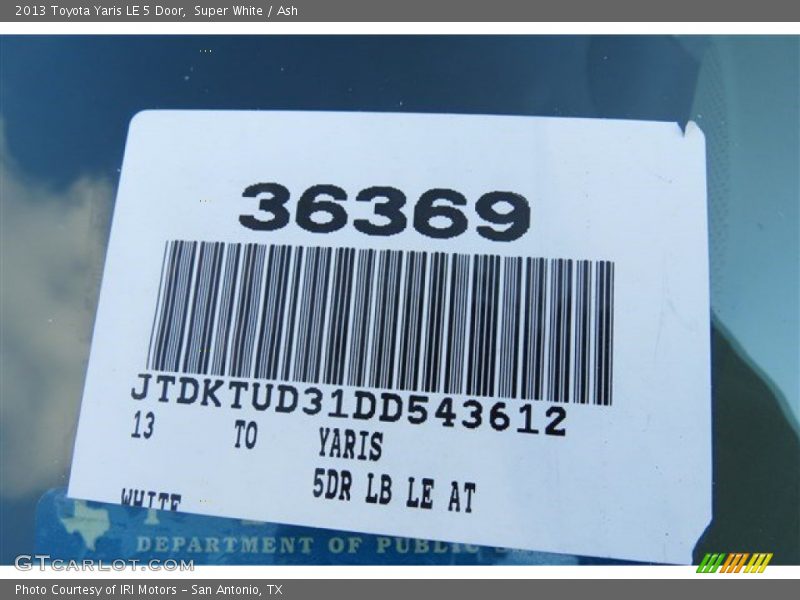 2013 Toyota Yaris LE 5 Door, Super White / Ash
36369
JTDKTUD31DD543612
13 TO YARIS
5DR LB LE AT
WHITE
DEPARTMENT OF PUBLIC
GTcarlot.com
Photo Courtesy of IRI Motors – San Antonio, TX